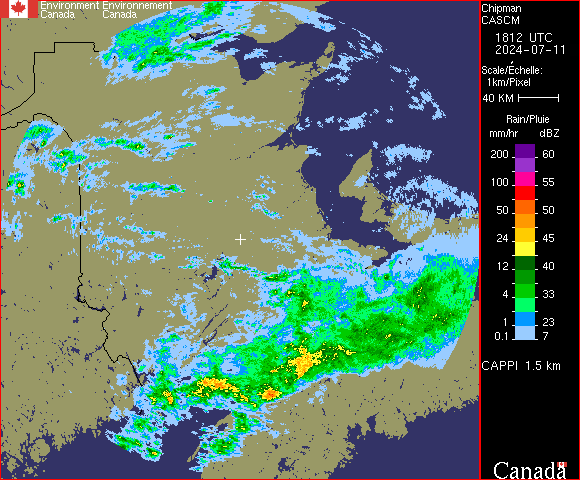 Environment Environnement
Canada Canada
Chipman
CASCM
1812 UTC
2024-07-11
Scale/Échelle:
1km/Pixel
40 KM
Rain/Pluie
mm/hr dBZ
200 60
100 55
50 50
24 45
12 40
4 33
1 23
0.1 7
CAPPI 1.5 km
Canada